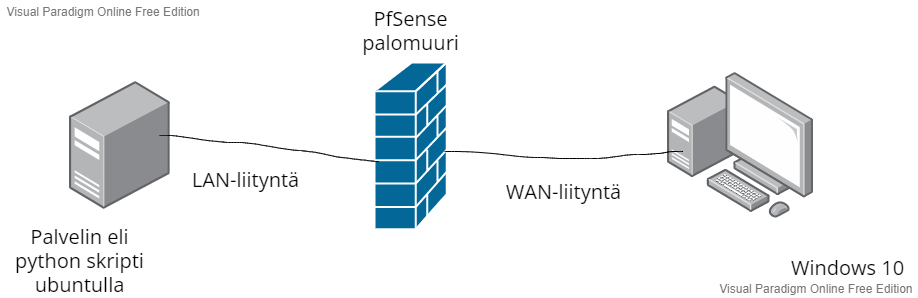 Visual Paradigm Online Free Edition
PfSense
palomuuri
LAN-liityntä
WAN-liityntä
Palvelin eli
python skripti
ubuntulla
Windows 10
Visual Paradigm Online Free Edition